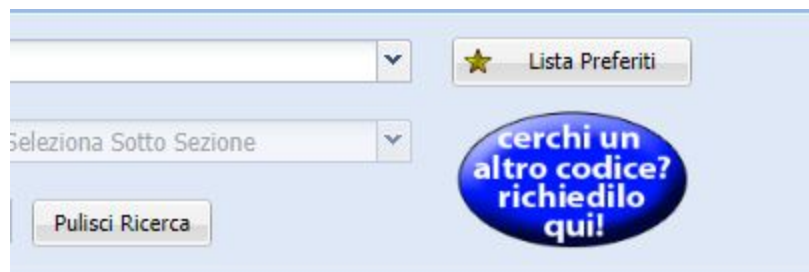 Lista Preferiti
Seleziona Sotto Sezione
cerchi un
altro codice?
richiedilo
qui!
Pulisci Ricerca